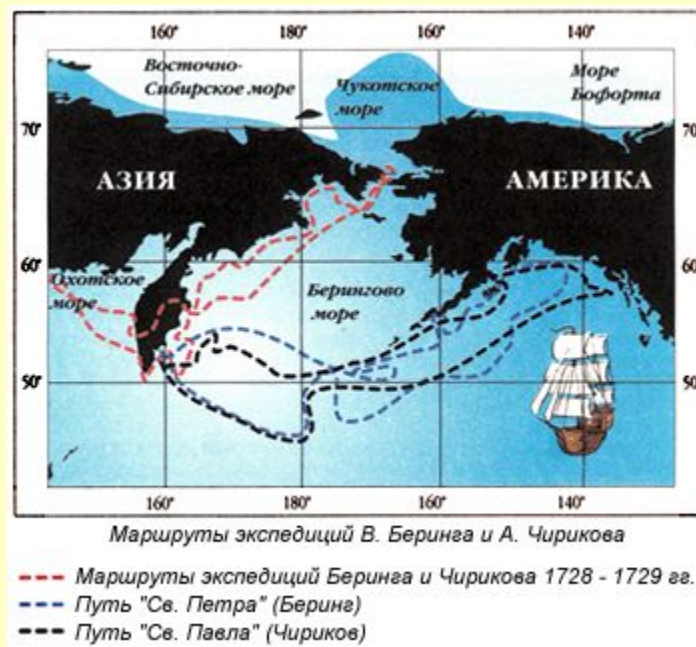 160° 180° 160° 140°
Восточно-
Сибирское море
Чукотское
море
Море
Бофорта
70°
70°
АЗИЯ
АМЕРИКА
60°
60°
Охотское
море
Берингово
море
50°
50°
160° 180° 160° 140°
Маршруты экспедиций В. Беринга и А. Чирикова
Маршруты экспедиций Беринга и Чирикова 1728 - 1729 гг.
Путь "Св. Петра" (Беринг)
Путь "Св. Павла" (Чириков)